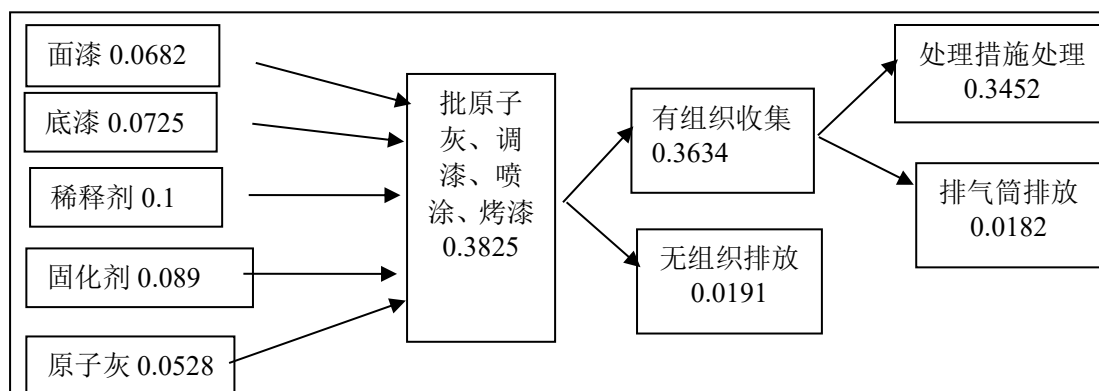 面漆 0.0682
底漆 0.0725
稀释剂 0.1
固化剂 0.089
原子灰 0.0528
批原子
灰、调
漆、喷
涂、烤漆
0.3825
有组织收集
0.3634
无组织排放
0.0191
处理措施处理
0.3452
排气筒排放
0.0182